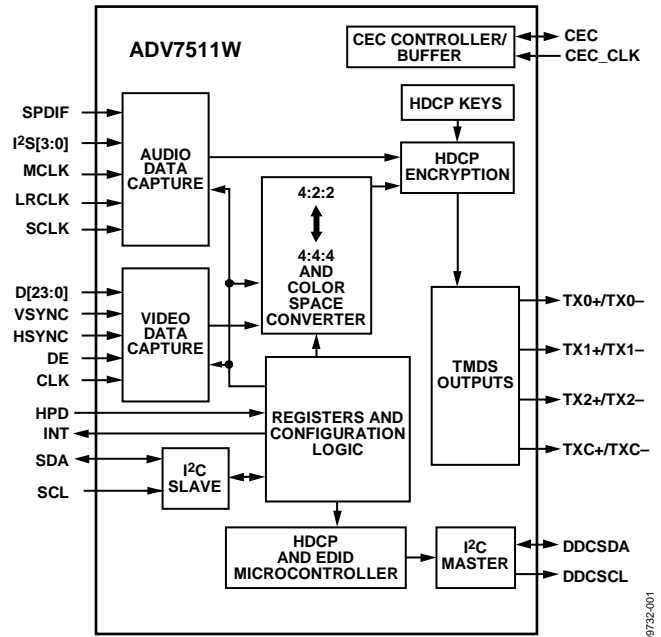 ADV7511W
CEC CONTROLLER/
BUFFER
CEC
CEC_CLK
HDCP KEYS
HDCP
ENCRYPTION
SPDIF
I2S[3:0]
MCLK
LRCLK
SCLK
AUDIO
DATA
CAPTURE
4:2:2
4:4:4
AND
COLOR
SPACE
CONVERTER
D[23:0]
VSYNC
HSYNC
DE
CLK
VIDEO
DATA
CAPTURE
TMDS
OUTPUTS
TX0+/TX0–
TX1+/TX1–
TX2+/TX2–
TXC+/TXC–
HPD
INT
SDA
SCL
I2C
SLAVE
REGISTERS AND
CONFIGURATION
LOGIC
HDCP
AND EDID
MICROCONTROLLER
I2C
MASTER
DDCSDA
DDCSCL